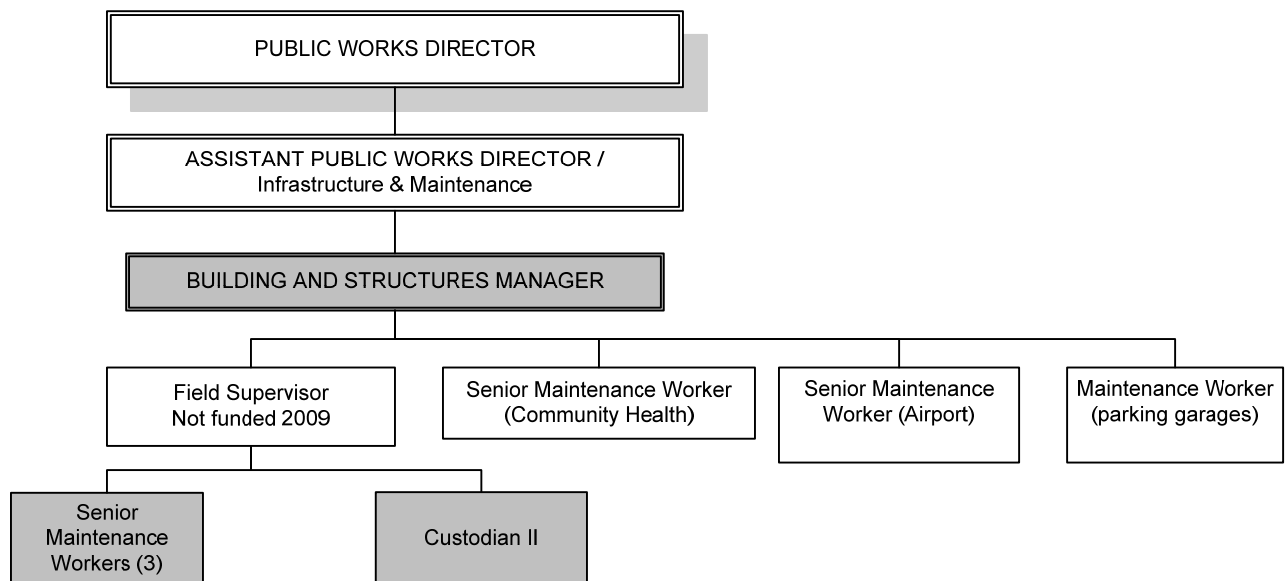 PUBLIC WORKS DIRECTOR
ASSISTANT PUBLIC WORKS DIRECTOR /
Infrastructure & Maintenance
BUILDING AND STRUCTURES MANAGER
Field Supervisor
Not funded 2009
Senior Maintenance Worker
(Community Health)
Senior Maintenance
Worker (Airport)
Maintenance Worker
(parking garages)
Senior
Maintenance
Workers (3)
Custodian II